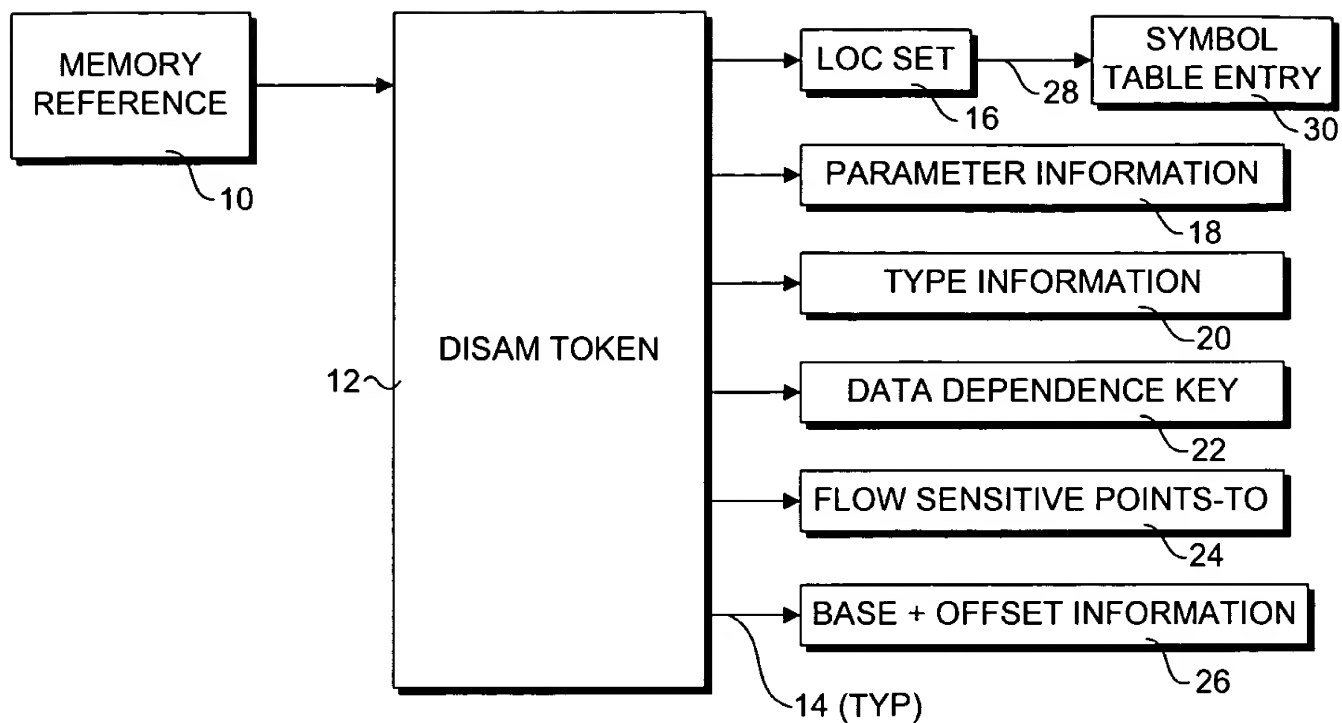 MEMORY
REFERENCE
10
DISAM TOKEN
12
LOC SET
16
28
SYMBOL
TABLE ENTRY
30
PARAMETER INFORMATION
18
TYPE INFORMATION
20
DATA DEPENDENCE KEY
22
FLOW SENSITIVE POINTS-TO
24
BASE + OFFSET INFORMATION
26
14 (TYP)